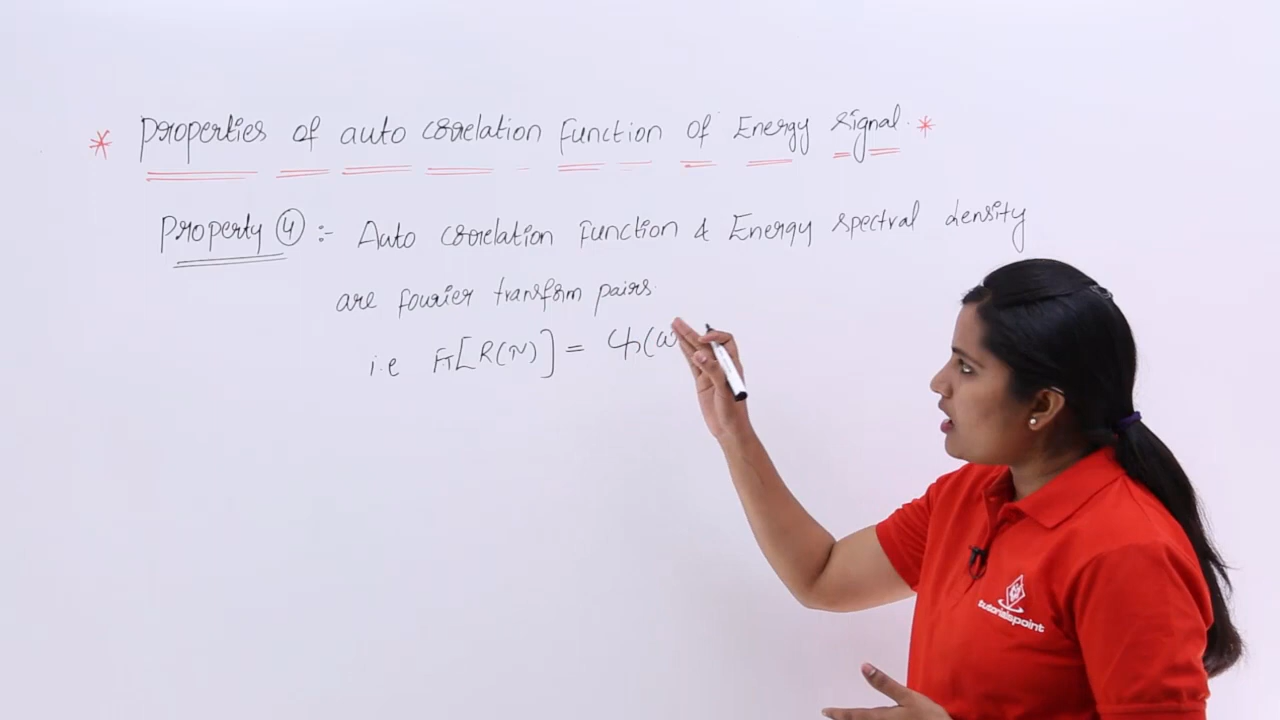 * Properties of auto correlation Function of Energy signal. *
Property ④ :- Auto correlation Function & Energy spectral density
are fourier transform pairs.
i.e FT[R(τ)] = ψ(ω
tutorialspoint